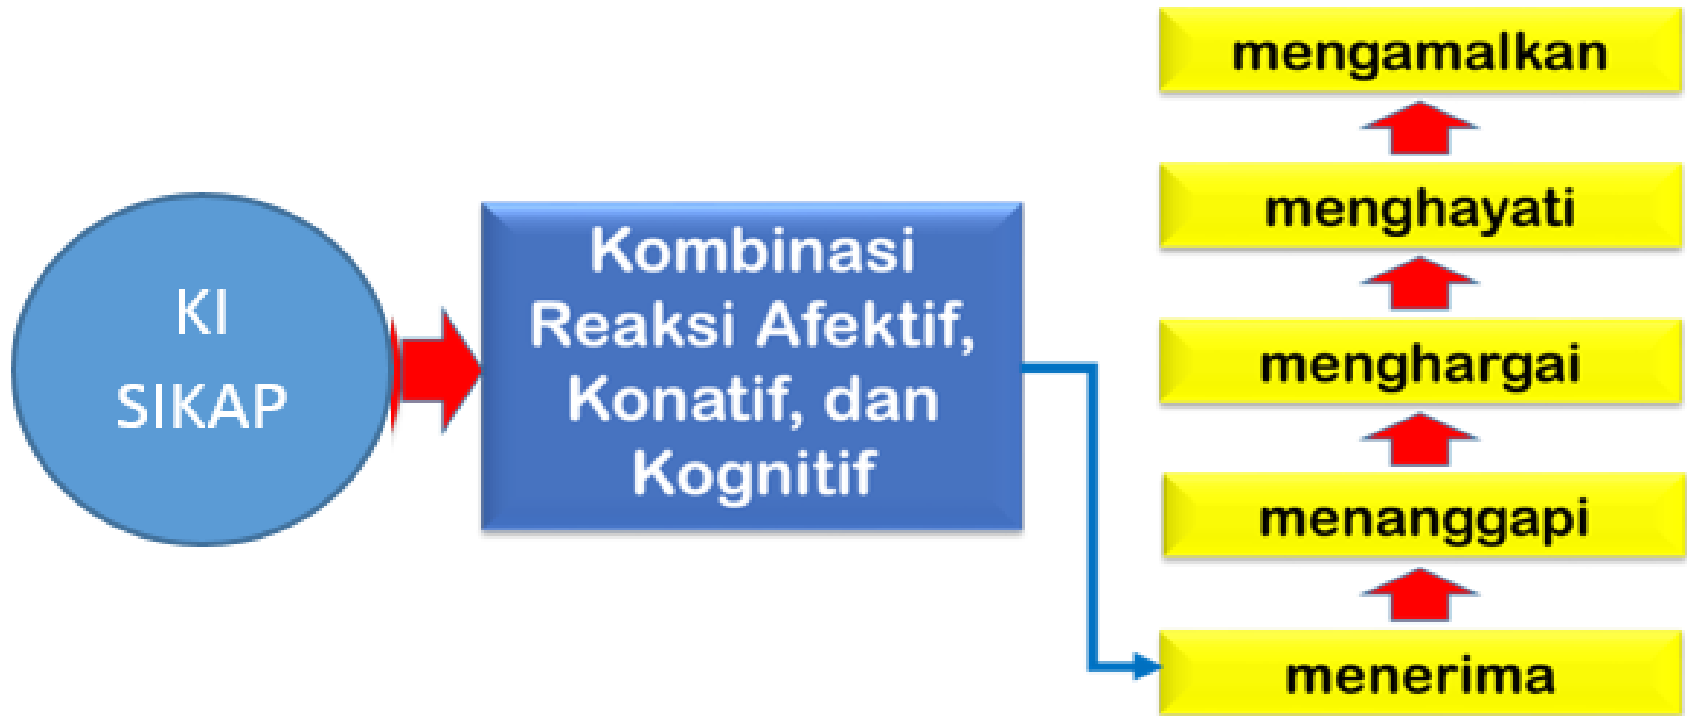 KI
SIKAP
Kombinasi
Reaksi Afektif,
Konatif, dan
Kognitif
mengamalkan
menghayati
menghargai
menanggapi
menerima